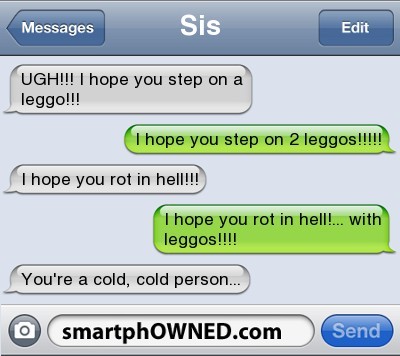 Messages
Sis
Edit
UGH!!! I hope you step on a
leggo!!!
I hope you step on 2 leggos!!!!!
I hope you rot in hell!!!
I hope you rot in hell!... with
leggos!!!!
You're a cold, cold person...
smartphOWNED.com
Send